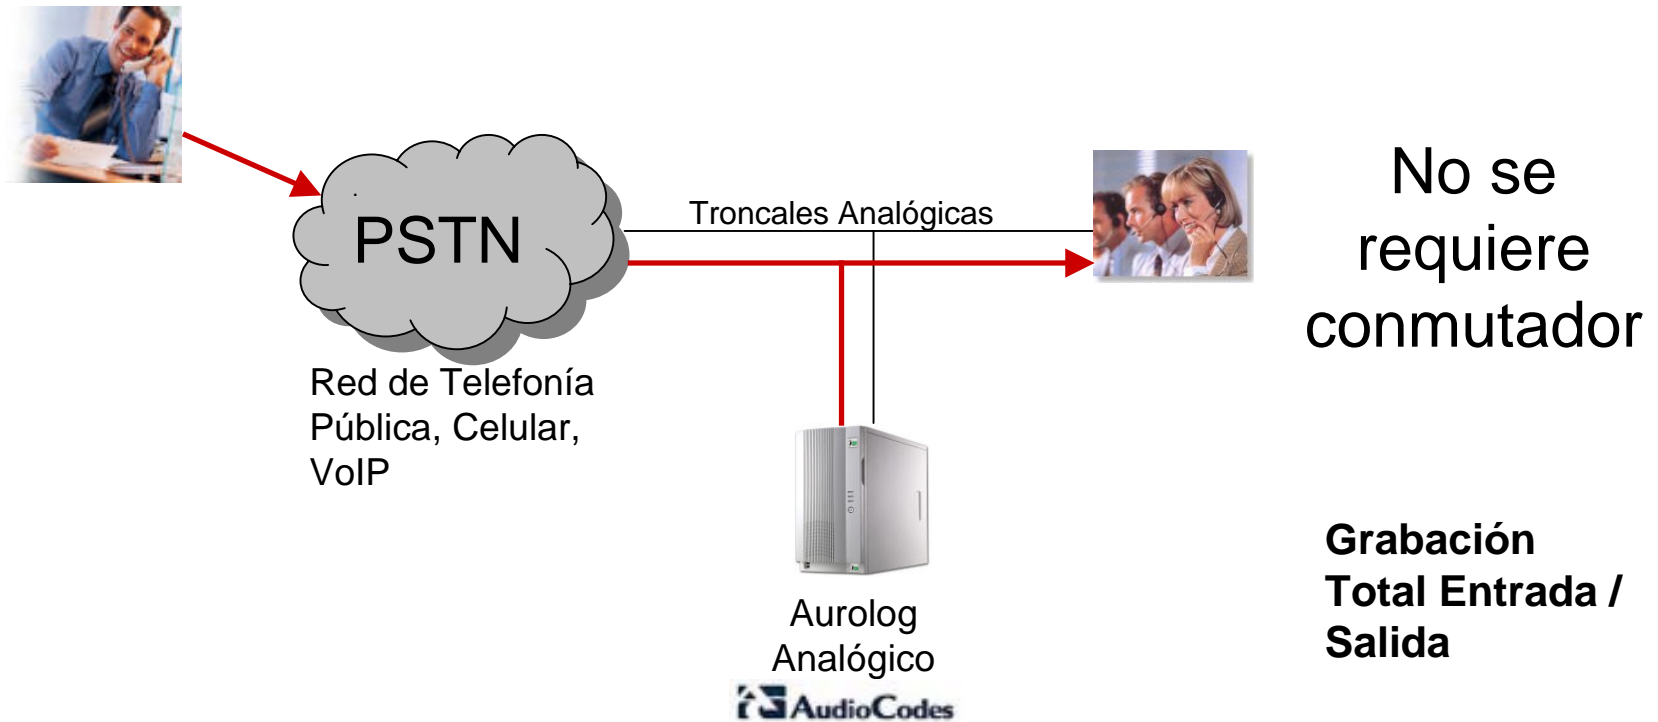 Troncales Analógicas
PSTN
Red de Telefonía
Pública, Celular,
VoIP
Aurolog
Analógico
AudioCodes
No se
requiere
conmutador
Grabación
Total Entrada /
Salida